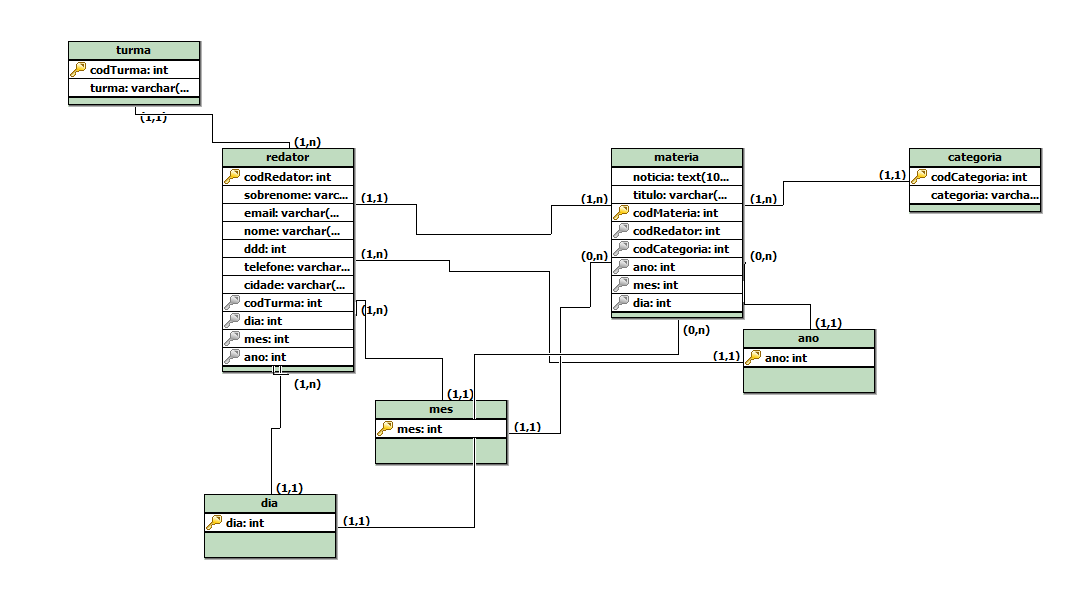 turma
codTurma: int
turma: varchar(...
(1,1)
(1,n)
redator
codRedator: int
sobrenome: varc...
email: varchar(...
nome: varchar(...
ddd: int
telefone: varchar...
cidade: varchar(...
codTurma: int
dia: int
mes: int
ano: int
(1,1)
(1,n)
(1,n)
(1,n)
materia
noticia: text(10...
titulo: varchar(...
codMateria: int
codRedator: int
codCategoria: int
ano: int
mes: int
dia: int
(1,n)
(0,n)
(1,n)
(0,n)
(0,n)
categoria
codCategoria: int
categoria: varcha...
(1,1)
ano
ano: int
(1,1)
(1,1)
mes
mes: int
(1,1)
(1,1)
dia
dia: int
(1,1)
(1,1)